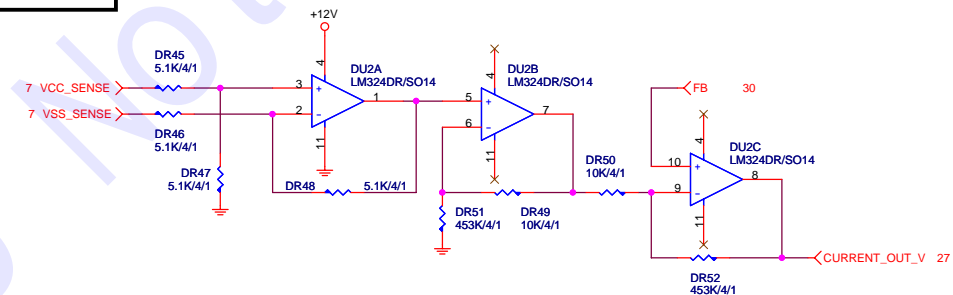 +12V
DR45
5.1K/4/1
7 VCC_SENSE
7 VSS_SENSE
DR46
5.1K/4/1
DR47
5.1K/4/1
DR48
5.1K/4/1
4
3
2
1
11
+
-
DU2A
LM324DR/SO14
4
5
6
7
11
+
-
DU2B
LM324DR/SO14
DR51
453K/4/1
DR49
10K/4/1
DR50
10K/4/1
FB 30
4
10
9
8
11
+
-
DU2C
LM324DR/SO14
DR52
453K/4/1
CURRENT_OUT_V 27